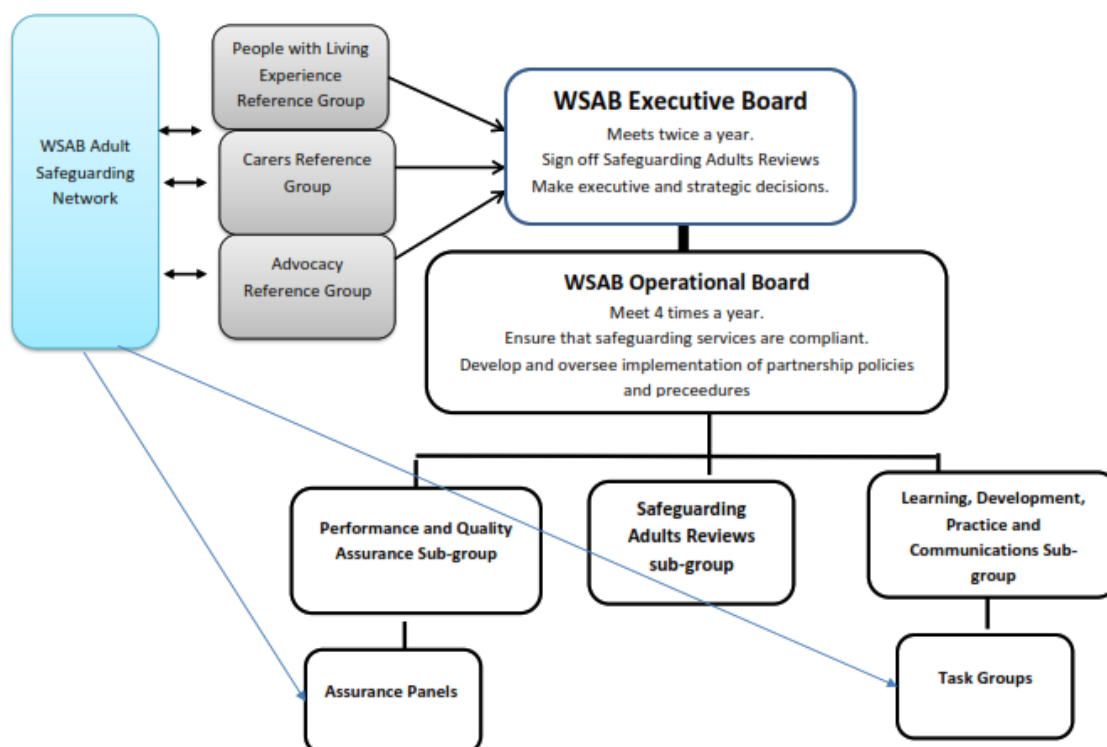 WSAB Adult
Safeguarding
Network
People with Living
Experience
Reference Group
Carers Reference
Group
Advocacy
Reference Group
WSAB Executive Board
Meets twice a year.
Sign off Safeguarding Adults Reviews
Make executive and strategic decisions.
WSAB Operational Board
Meet 4 times a year.
Ensure that safeguarding services are compliant.
Develop and oversee implementation of partnership policies
and preceedures
Performance and Quality
Assurance Sub-group
Safeguarding
Adults Reviews
sub-group
Learning, Development,
Practice and
Communications Sub-
group
Assurance Panels
Task Groups